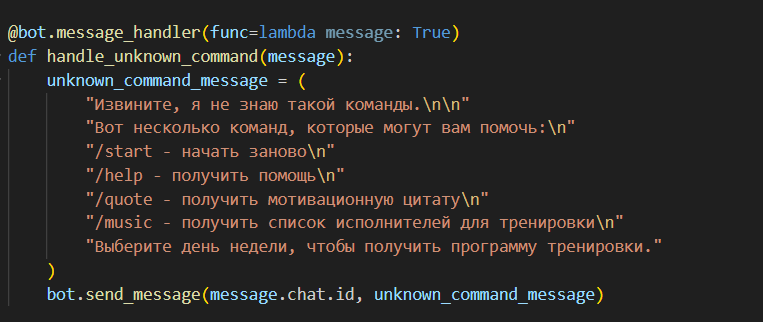 @bot.message_handler(func=lambda message: True)
def handle_unknown_command(message):
    unknown_command_message = (
        "Извините, я не знаю такой команды.\n\n"
        "Вот несколько команд, которые могут вам помочь:\n"
        "/start - начать заново\n"
        "/help - получить помощь\n"
        "/quote - получить мотивационную цитату\n"
        "/music - получить список исполнителей для тренировки\n"
        "Выберите день недели, чтобы получить программу тренировки."
    )
    bot.send_message(message.chat.id, unknown_command_message)